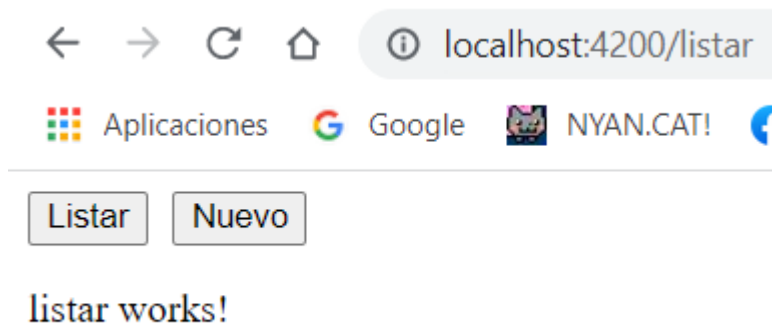 localhost:4200/listar
Aplicaciones Google NYAN.CAT!
Listar Nuevo
listar works!